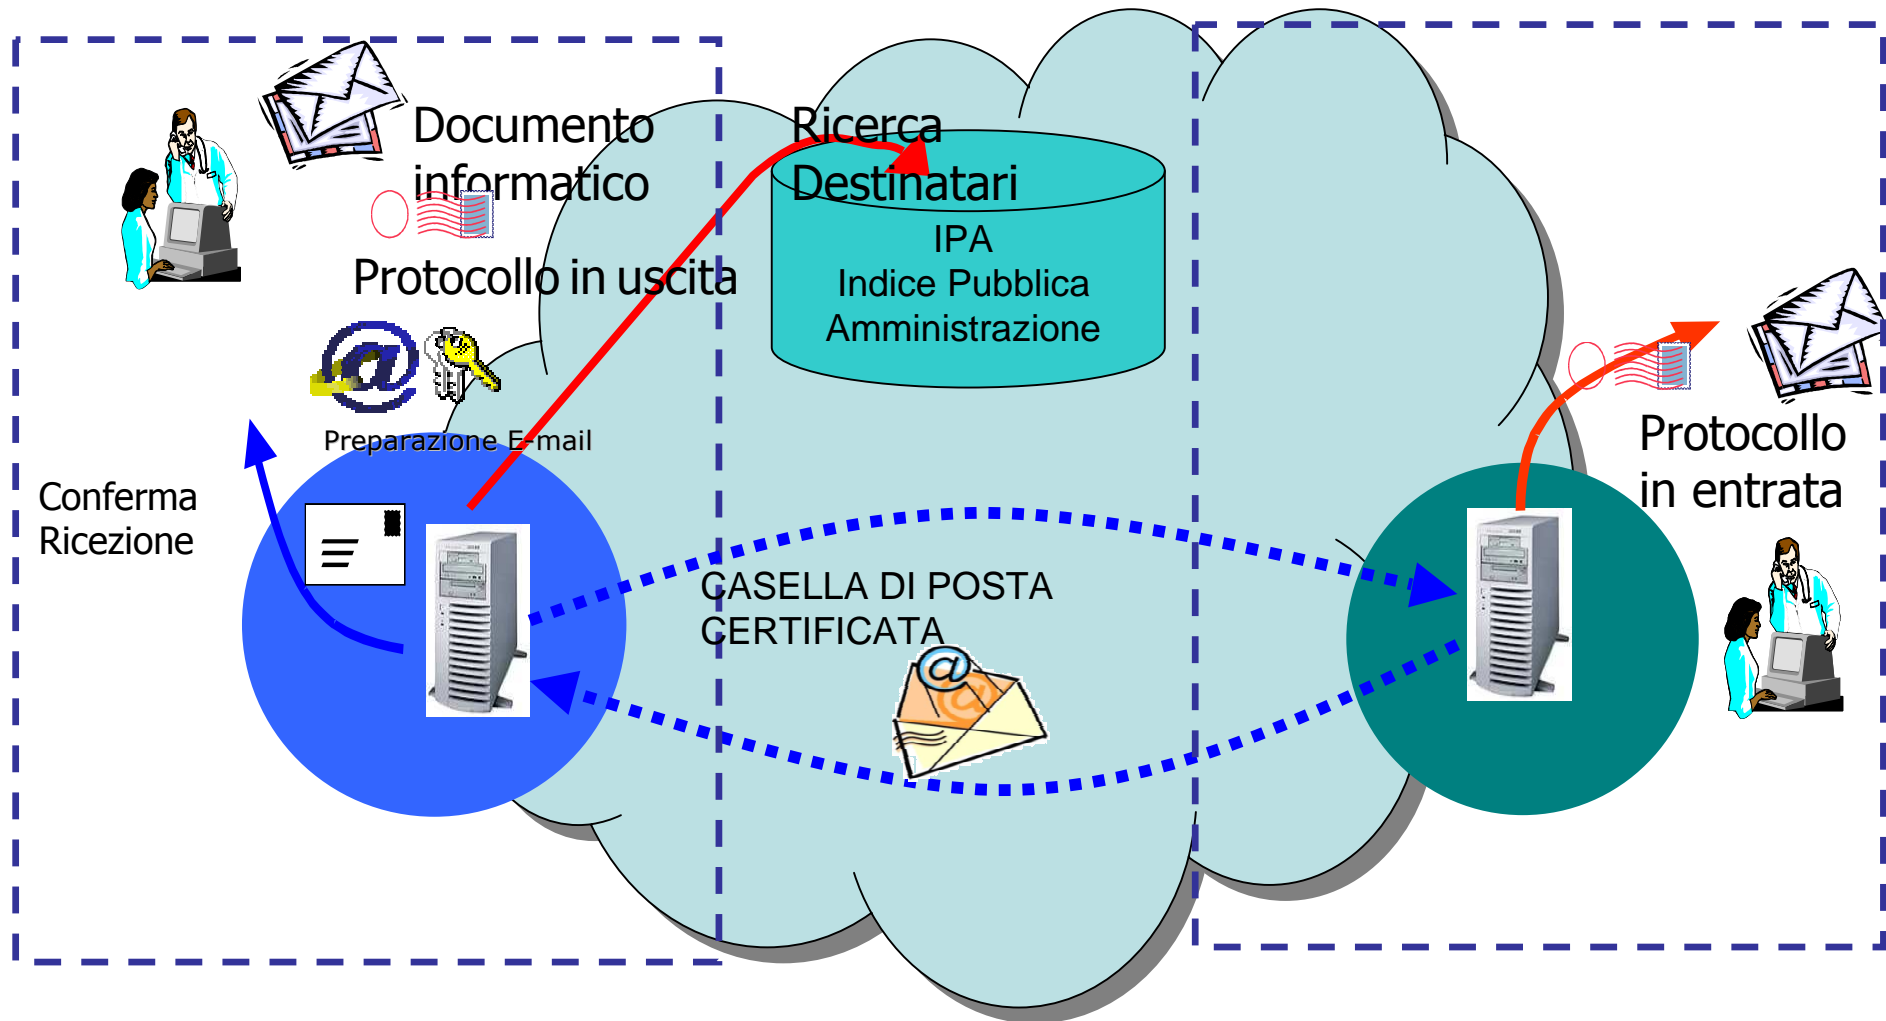 Documento
informatico
Protocollo in uscita
Preparazione E-mail
Conferma
Ricezione
Ricerca
Destinatari
IPA
Indice Pubblica
Amministrazione
CASELLA DI POSTA
CERTIFICATA
Protocollo
in entrata